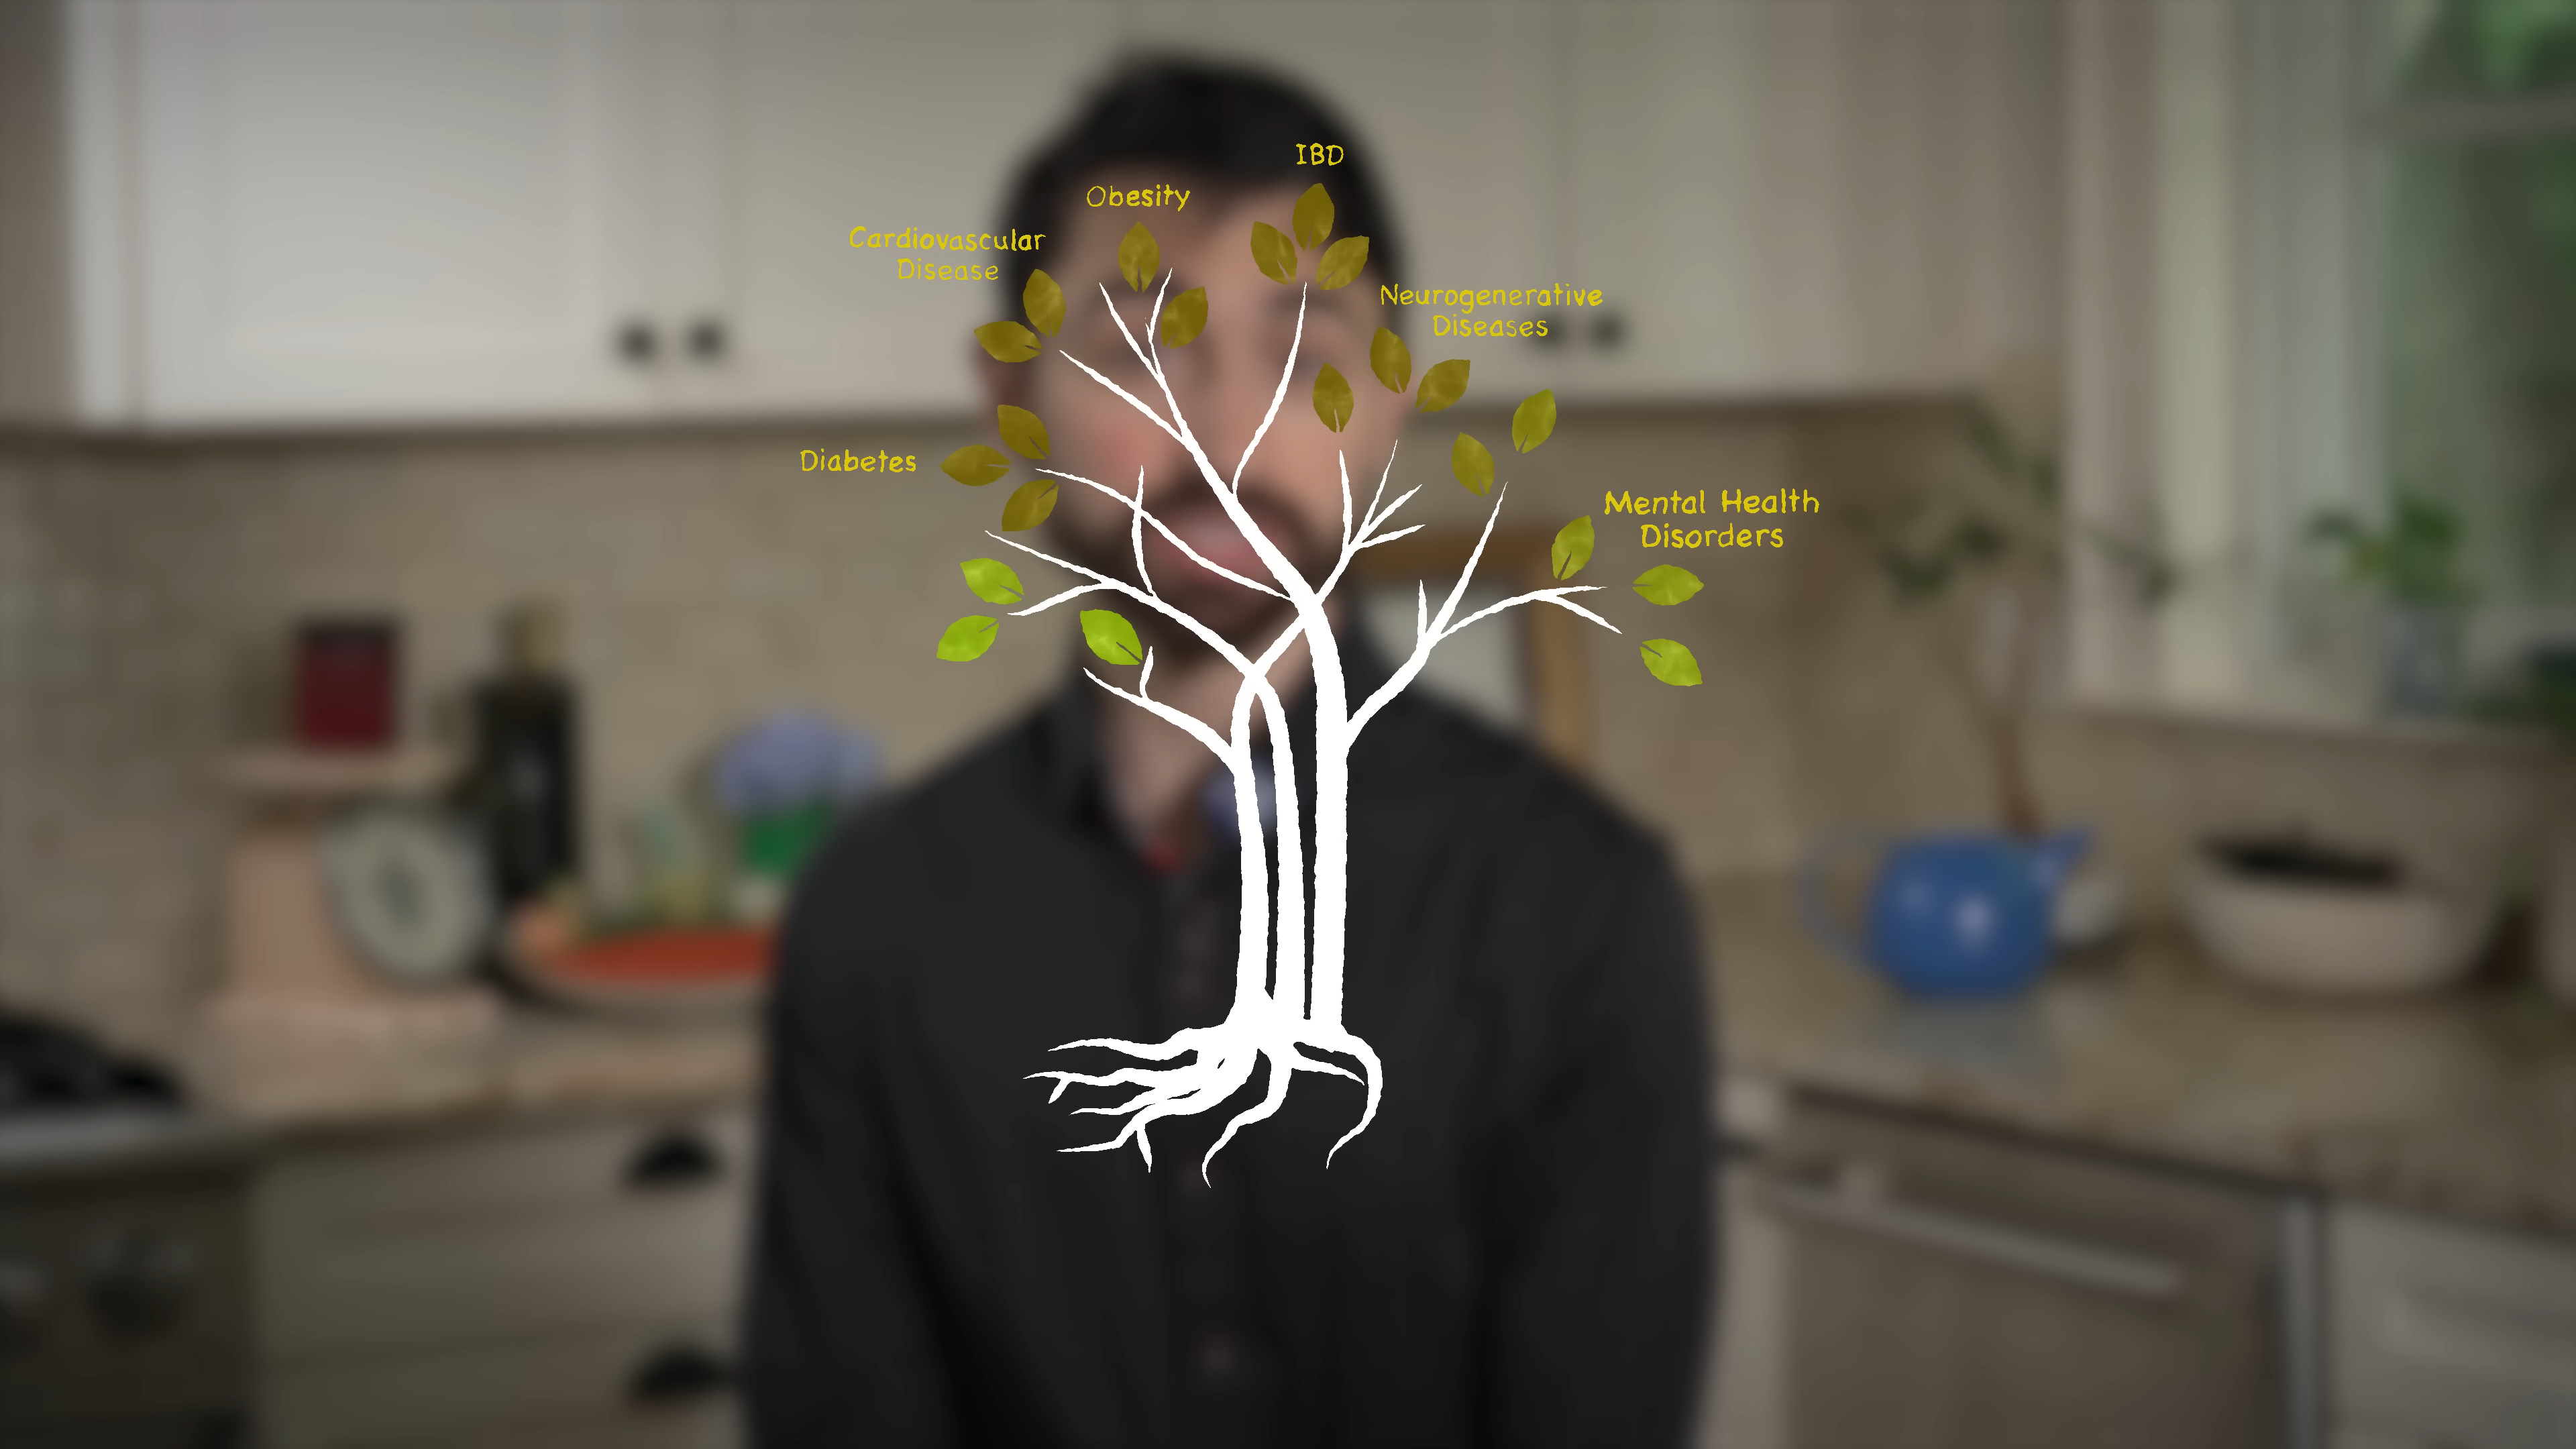 IBD
Obesity
Cardiovascular
Disease
Neurogenerative
Diseases
Diabetes
Mental Health
Disorders